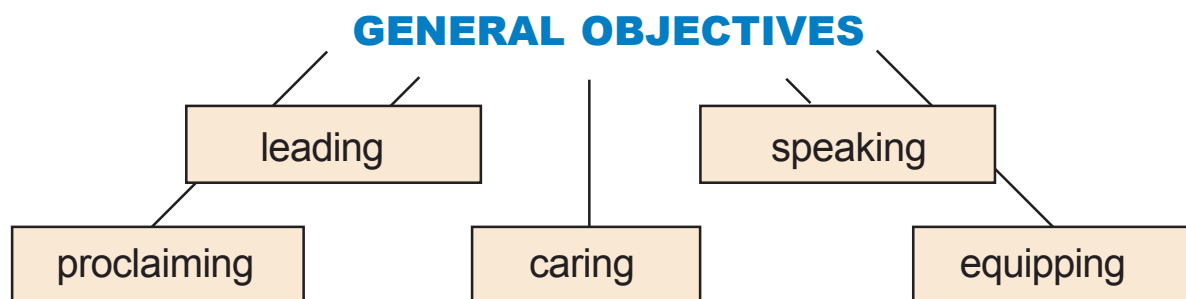 GENERAL OBJECTIVES
leading
speaking
proclaiming
caring
equipping